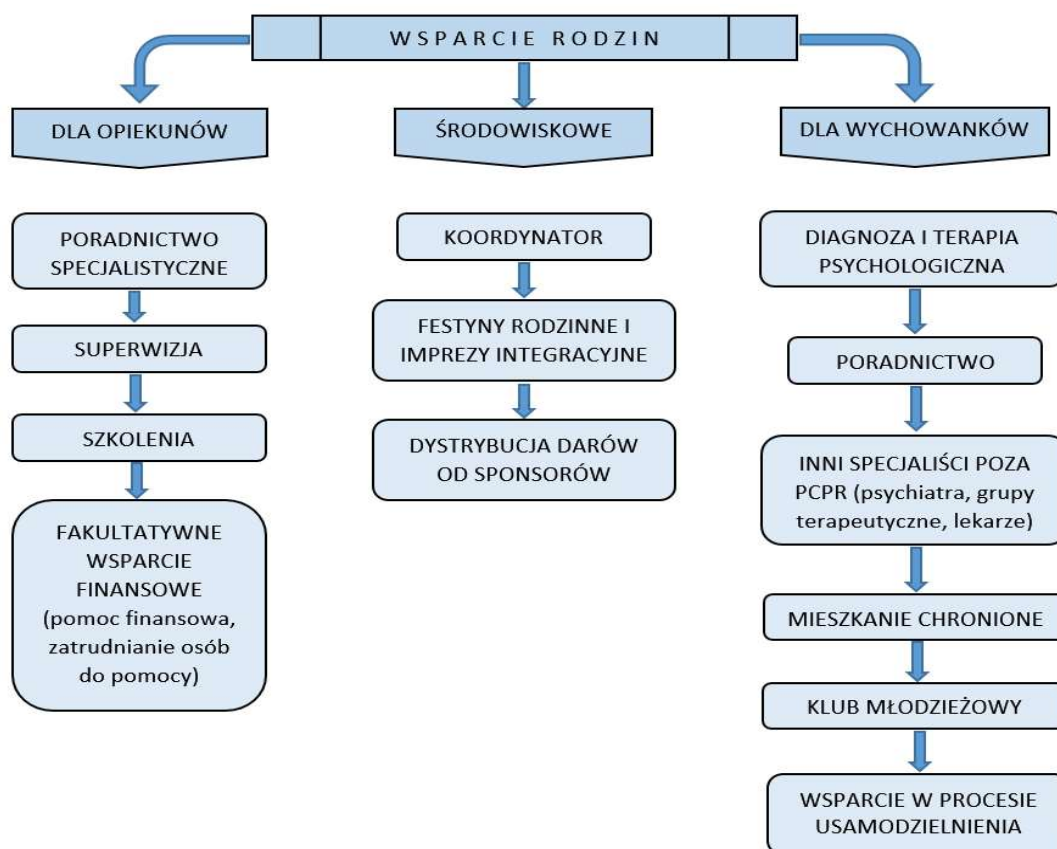 WSPARCIE RODZIN
DLA OPIEKUNÓW
PORADNICTWO
SPECJALISTYCZNE
SUPERWIZJA
SZKOLENIA
FAKULTATYWNE
WSPARCIE
FINANSOWE
(pomoc finansowa,
zatrudnianie osób
do pomocy)
ŚRODOWISKOWE
KOORDYNATOR
FESTYNY RODZINNE I
IMPREZY INTEGRACYJNE
DYSTRYBUCJA DARÓW
OD SPONSORÓW
DLA WYCHOWANKÓW
DIAGNOZA I TERAPIA
PSYCHOLOGICZNA
PORADNICTWO
INNI SPECJALIŚCI POZA
PCPR (psychiatra, grupy
terapeutyczne, lekarze)
MIESZKANIE CHRONIONE
KLUB MŁODZIEŻOWY
WSPARCIE W PROCESIE
USAMODZIELNIENIA